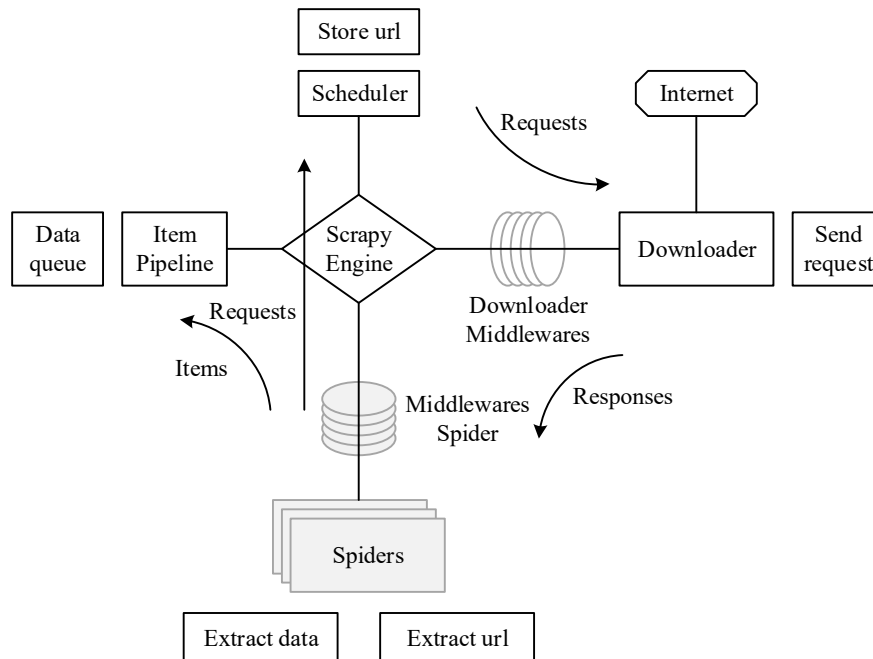 Store url
Scheduler
Internet
Requests
Data
queue
Item
Pipeline
Scrapy
Engine
Downloader
Send
request
Downloader
Middlewares
Requests
Items
Middlewares
Spider
Responses
Spiders
Extract data
Extract url